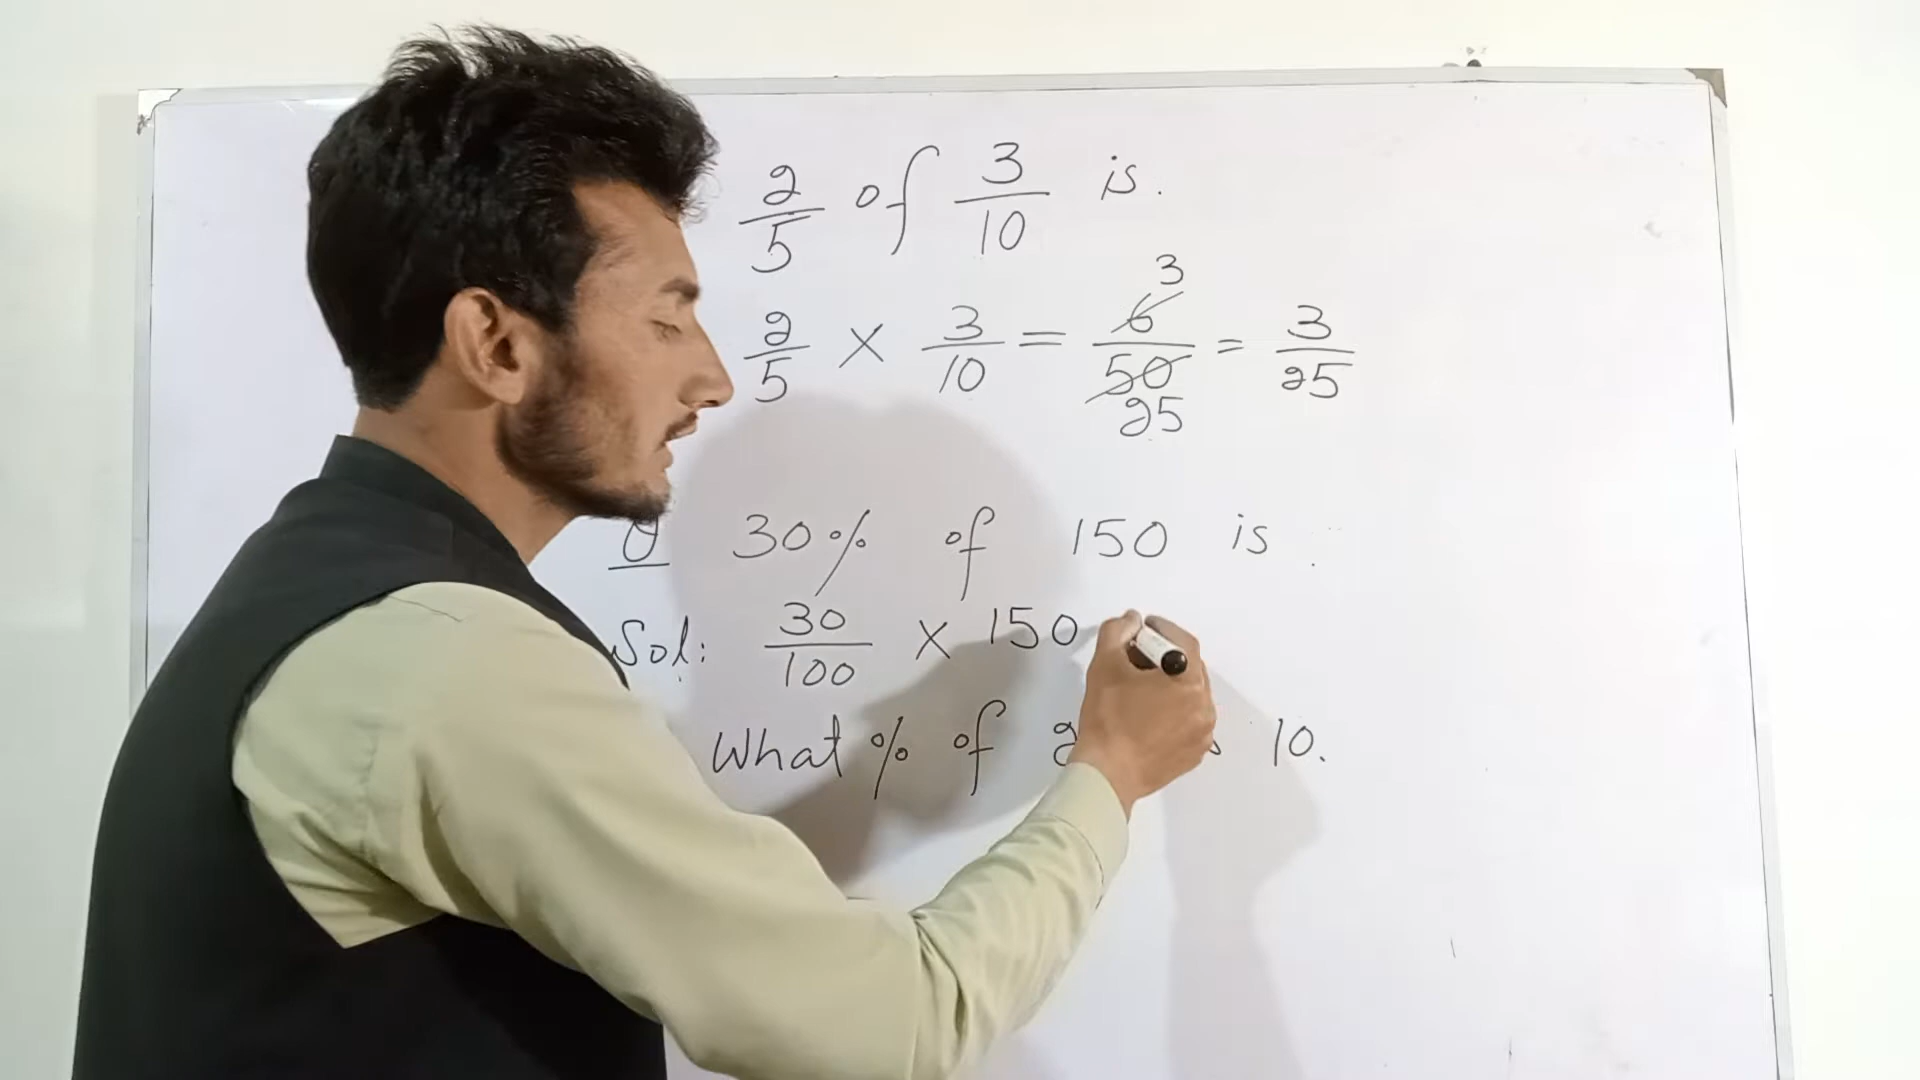 2/5 of 3/10 is.
2/5 × 3/10 = 6/50 3 25 = 3/25
Q 30% of 150 is :
Sol: 30/100 × 150
What % of 10.